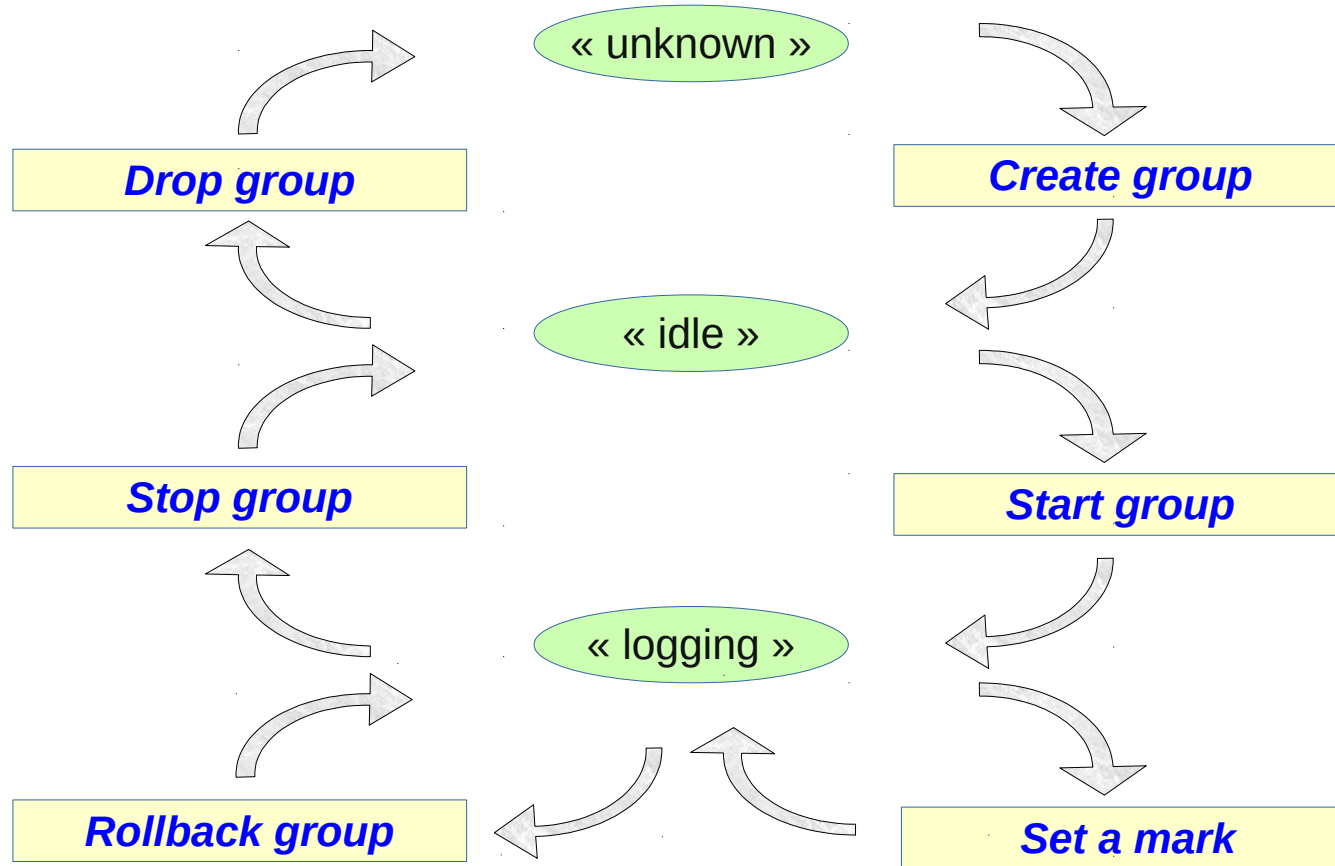 « unknown »
Drop group
Create group
« idle »
Stop group
Start group
« logging »
Rollback group
Set a mark